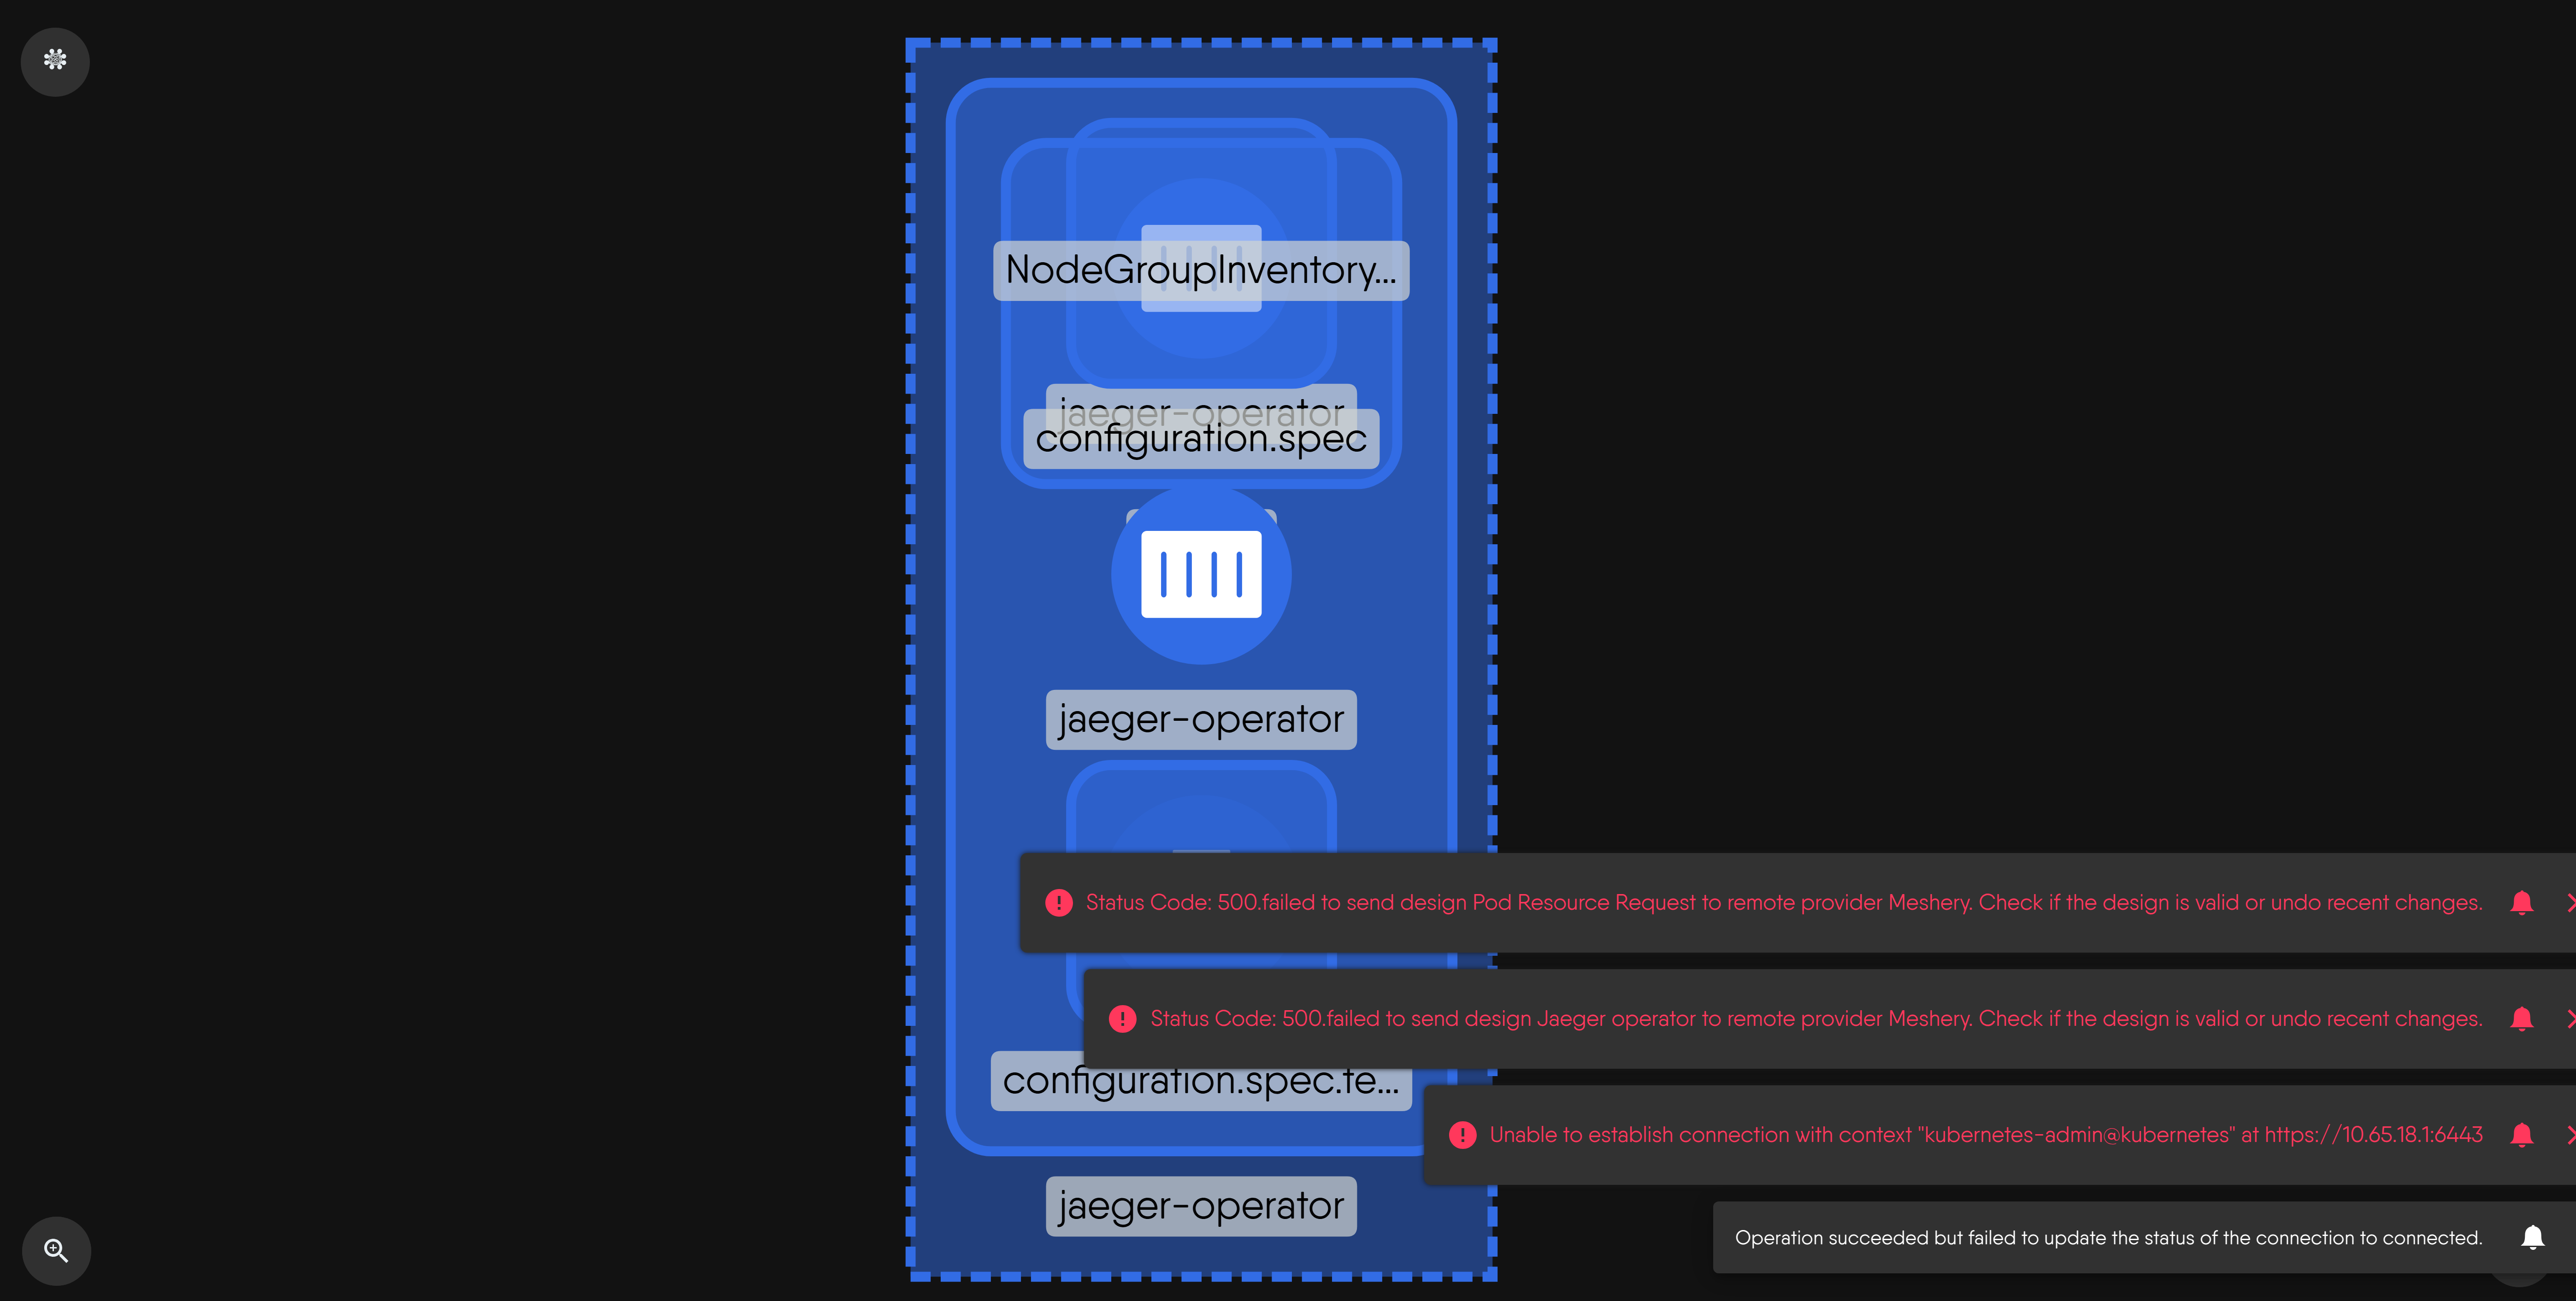 NodeGroupInventory...
jaeger-operator
configuration.spec
jaeger-operator
Status Code: 500.failed to send design Pod Resource Request to remote provider Meshery. Check if the design is valid or undo recent changes.
Status Code: 500.failed to send design Jaeger operator to remote provider Meshery. Check if the design is valid or undo recent changes.
configuration.spec.te...
Unable to establish connection with context "kubernetes-admin@kubernetes" at https://10.65.18.1:6443
jaeger-operator
Operation succeeded but failed to update the status of the connection to connected.